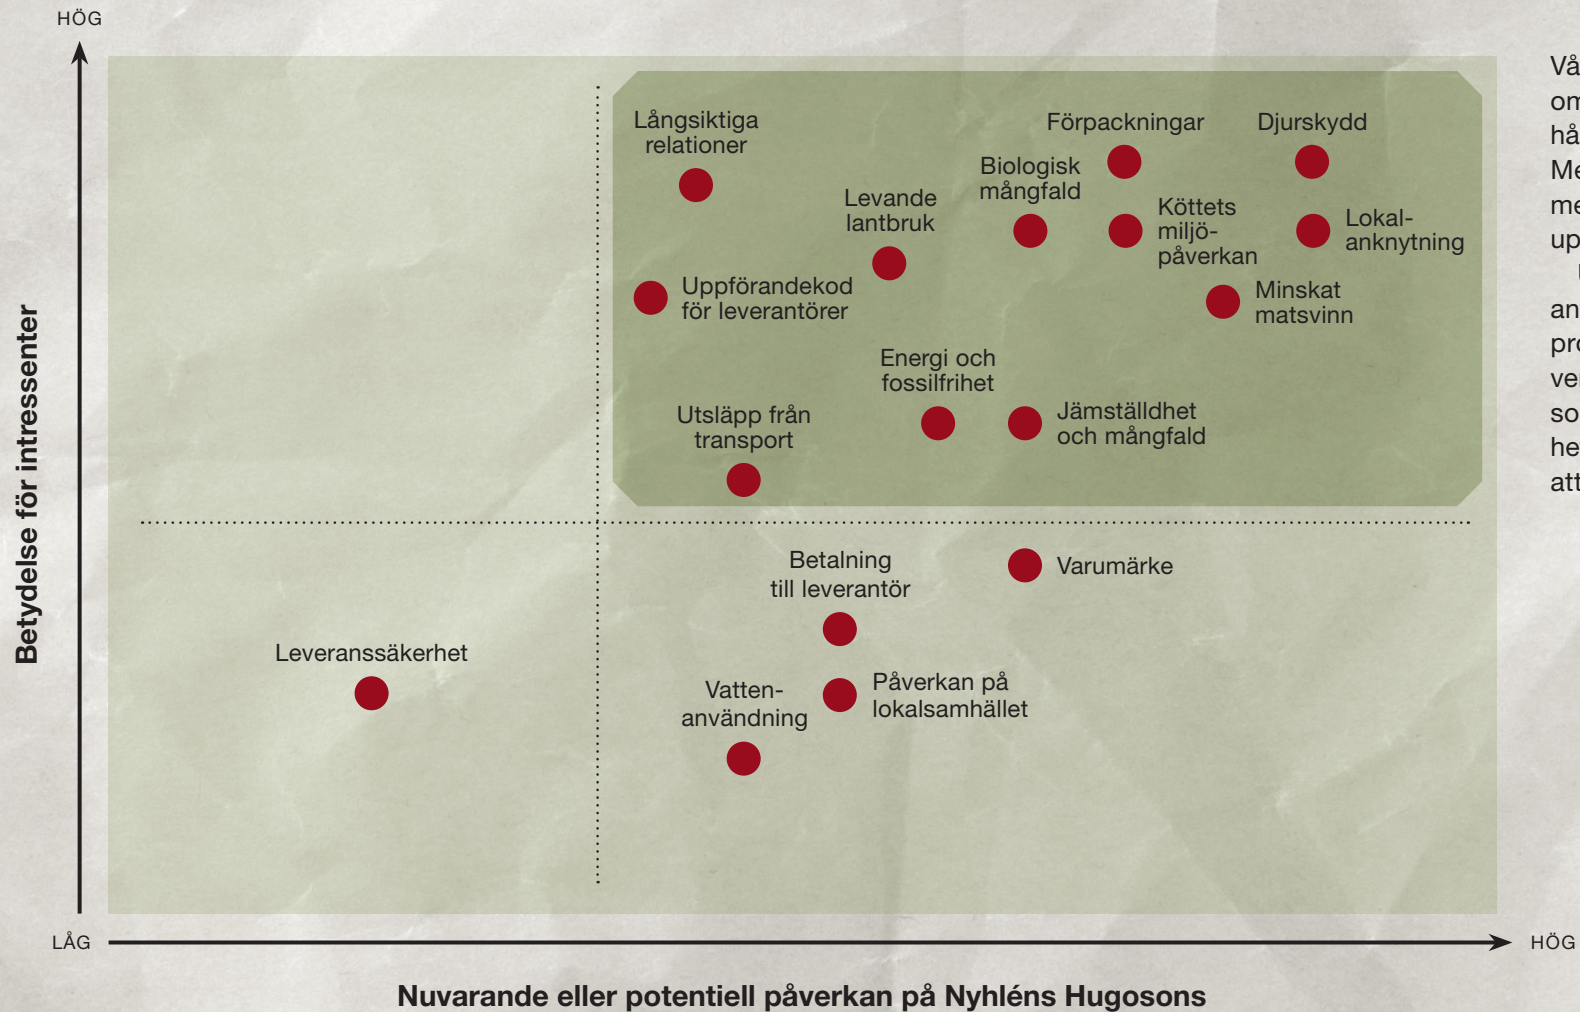 HÖG
Långsiktiga
relationer
Förpackningar
Djurskydd
Biologisk
mångfald
Levande
lantbruk
Köttets
miljö-
påverkan
Lokal-
anknytning
Uppförandekod
för leverantörer
Minskat
matsvinn
Energi och
fossilfrihet
Utsläpp från
transport
Jämställdhet
och mångfald
Betydelse för intressenter
Betalning
till leverantör
Varumärke
Leveranssäkerhet
Vatten-
användning
Påverkan på
lokalsamhället
LÅG
HÖG
Nuvarande eller potentiell påverkan på Nyhléns Hugosons